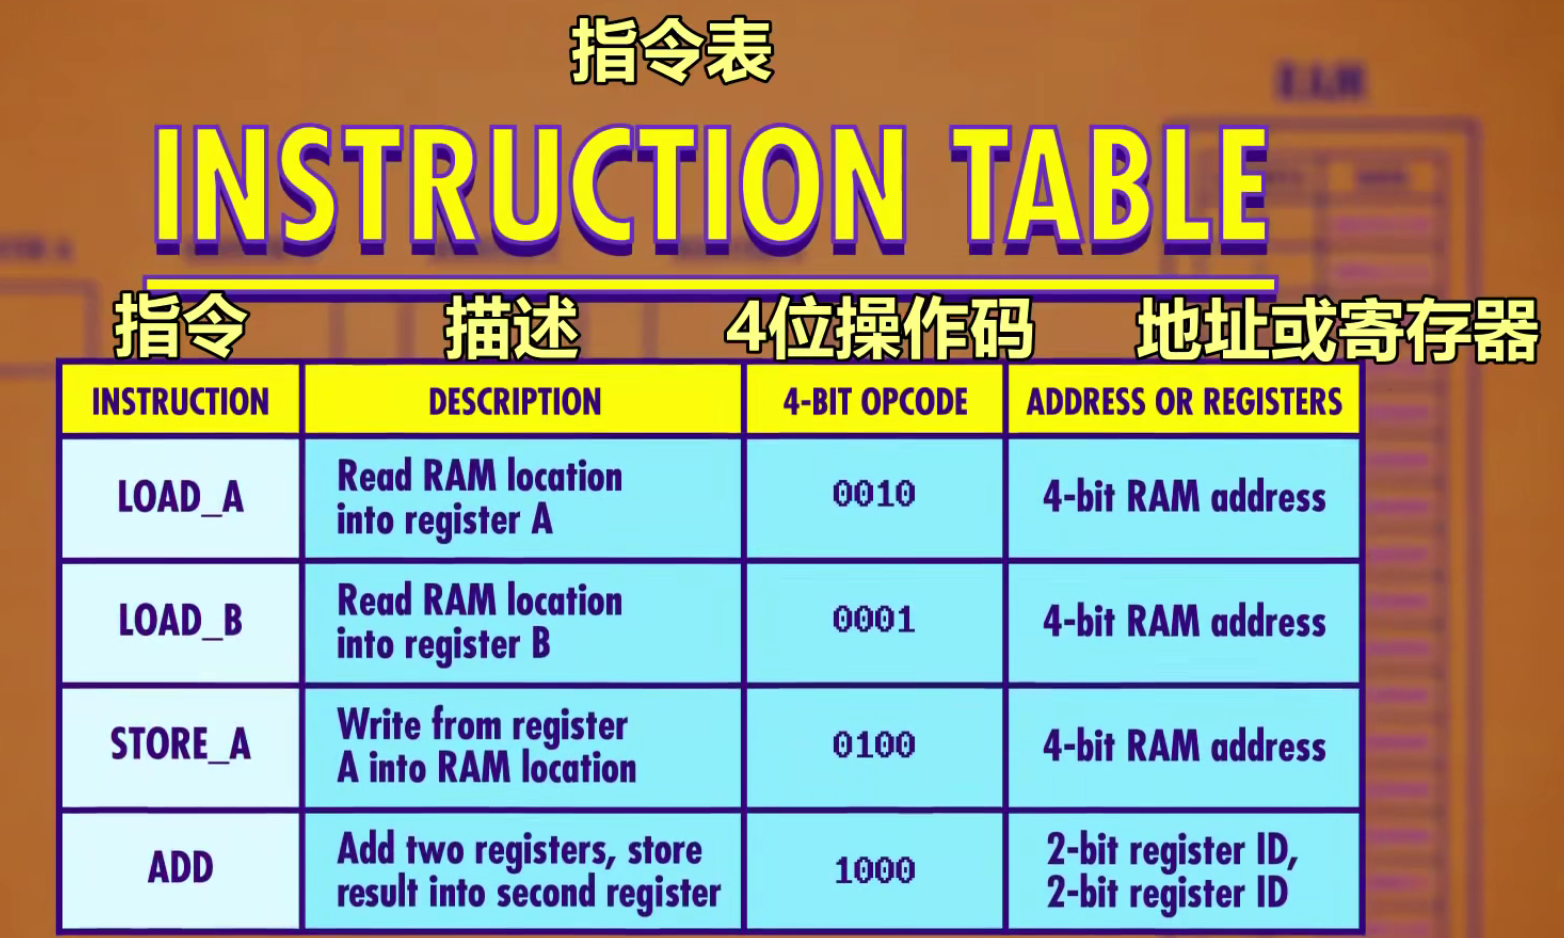 指令表
INSTRUCTION TABLE
指令 描述 4位操作码 地址或寄存器
INSTRUCTION DESCRIPTION 4-BIT OPCODE ADDRESS OR REGISTERS
LOAD_A
Read RAM location
into register A
0010
4-bit RAM address
LOAD_B
Read RAM location
into register B
0001
4-bit RAM address
STORE_A
Write from register
A into RAM location
0100
4-bit RAM address
ADD
Add two registers, store
result into second register
1000
2-bit register ID,
2-bit register ID
RAM